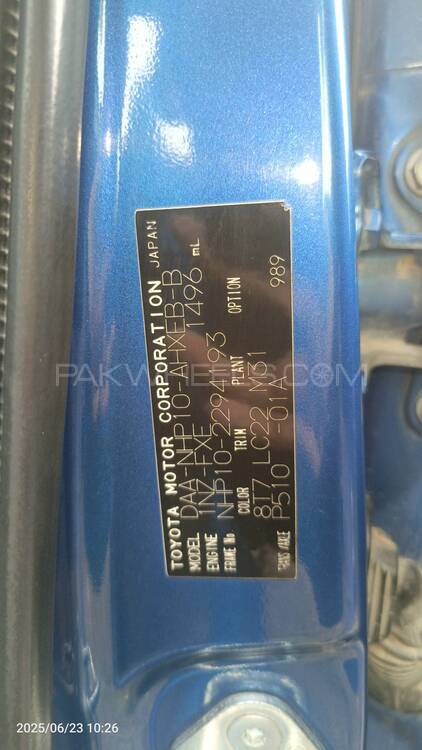 TOYOTA MOTOR CORPORATION JAPAN
MODEL DAA-NHP10-AHXEB-B
ENGINE 1NZ-FXE 1496 mL
FRAME No. NHP10-2294193
COLOR TRIM PLANT OPTION
8T7 LC22 M31 989
P510 -01A
PAKWHEELS.COM
2025/06/23 10:26